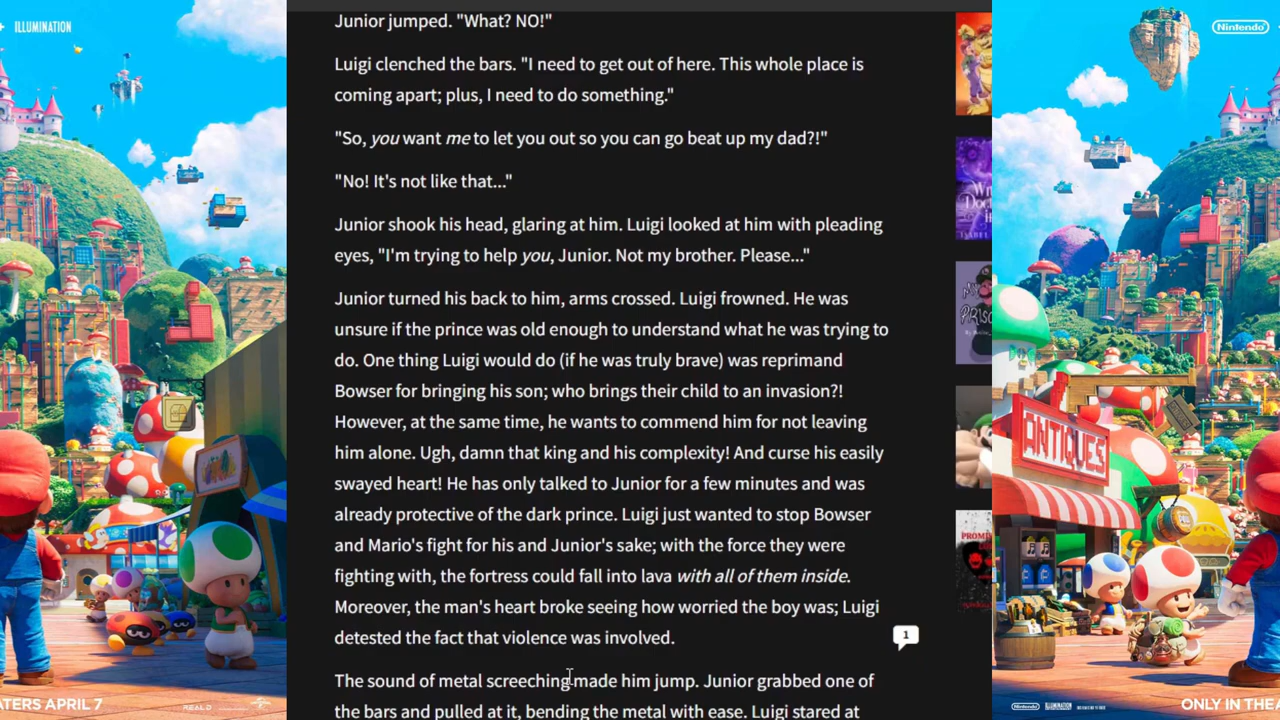 ILLUMINATION
Nintendo
Junior jumped. "What? NO!"
Luigi clenched the bars. "I need to get out of here. This whole place is
coming apart; plus, I need to do something."
"So, you want me to let you out so you can go beat up my dad?!"
"No! It's not like that..."
Junior shook his head, glaring at him. Luigi looked at him with pleading
eyes, "I'm trying to help you, Junior. Not my brother. Please..."
Junior turned his back to him, arms crossed. Luigi frowned. He was
unsure if the prince was old enough to understand what he was trying to
do. One thing Luigi would do (if he was truly brave) was reprimand
Bowser for bringing his son; who brings their child to an invasion?!
However, at the same time, he wants to commend him for not leaving
him alone. Ugh, damn that king and his complexity! And curse his easily
swayed heart! He has only talked to Junior for a few minutes and was
already protective of the dark prince. Luigi just wanted to stop Bowser
and Mario's fight for his and Junior's sake; with the force they were
fighting with, the fortress could fall into lava with all of them inside.
Moreover, the man's heart broke seeing how worried the boy was; Luigi
detested the fact that violence was involved.
1
The sound of metal screeching made him jump. Junior grabbed one of
the bars and pulled at it, bending the metal with ease. Luigi stared at
ANTIQUES
ATERS APRIL 7
REAL D
ONLY IN THEA